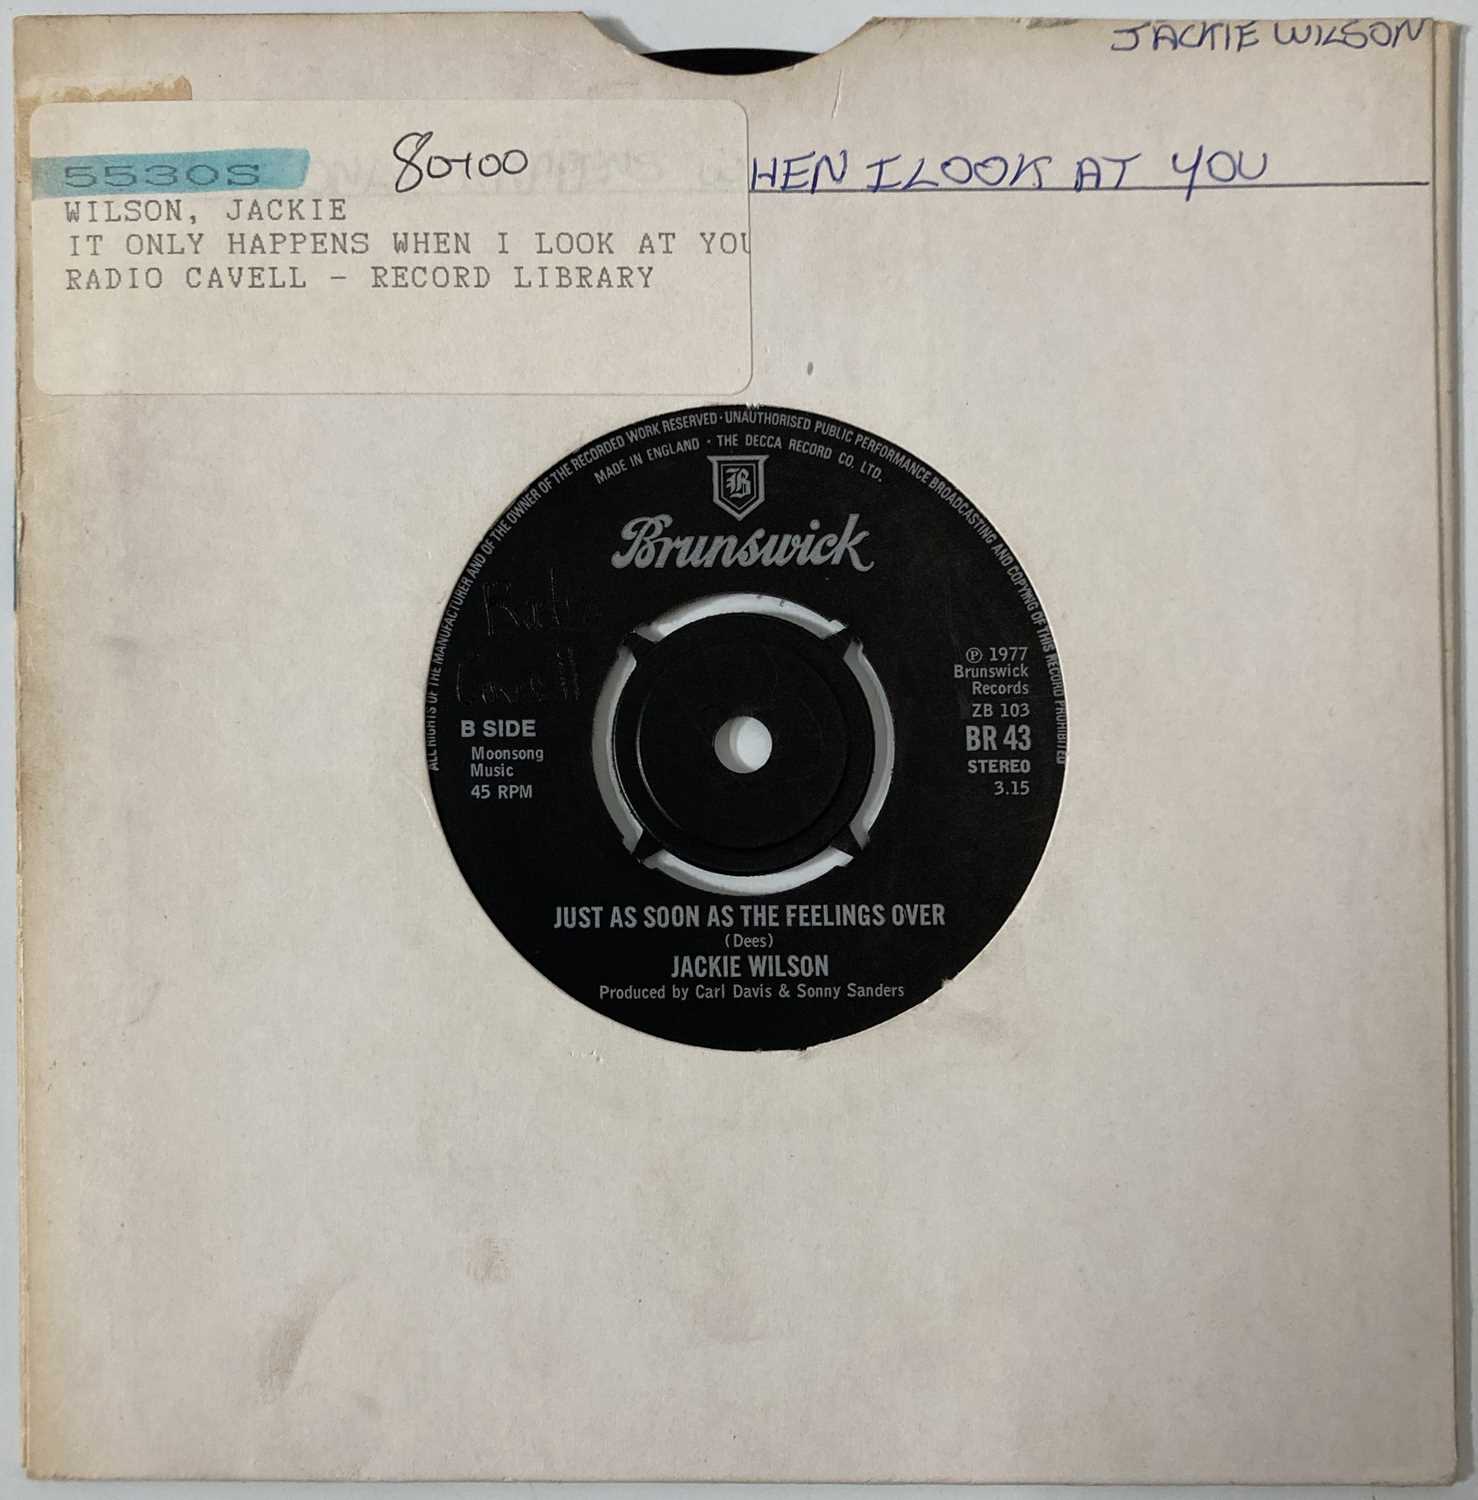 JACKIE WILSON
HEN I LOOK AT YOU
5530S
80+00
WILSON, JACKIE
IT ONLY HAPPENS WHEN I LOOK AT YOU
RADIO CAVELL - RECORD LIBRARY
ALL RIGHTS OF THE MANUFACTURER AND OF THE OWNER OF THE RECORDED WORK RESERVED · UNAUTHORISED PUBLIC PERFORMANCE BROADCASTING AND COPYING OF THIS RECORD PROHIBITED
MADE IN ENGLAND · THE DECCA RECORD CO. LTD.
B
Brunswick
Radio
Cavell
B SIDE
Moonsong
Music
45 RPM
℗ 1977
Brunswick
Records
ZB 103
BR 43
STEREO
3.15
JUST AS SOON AS THE FEELINGS OVER
(Dees)
JACKIE WILSON
Produced by Carl Davis & Sonny Sanders